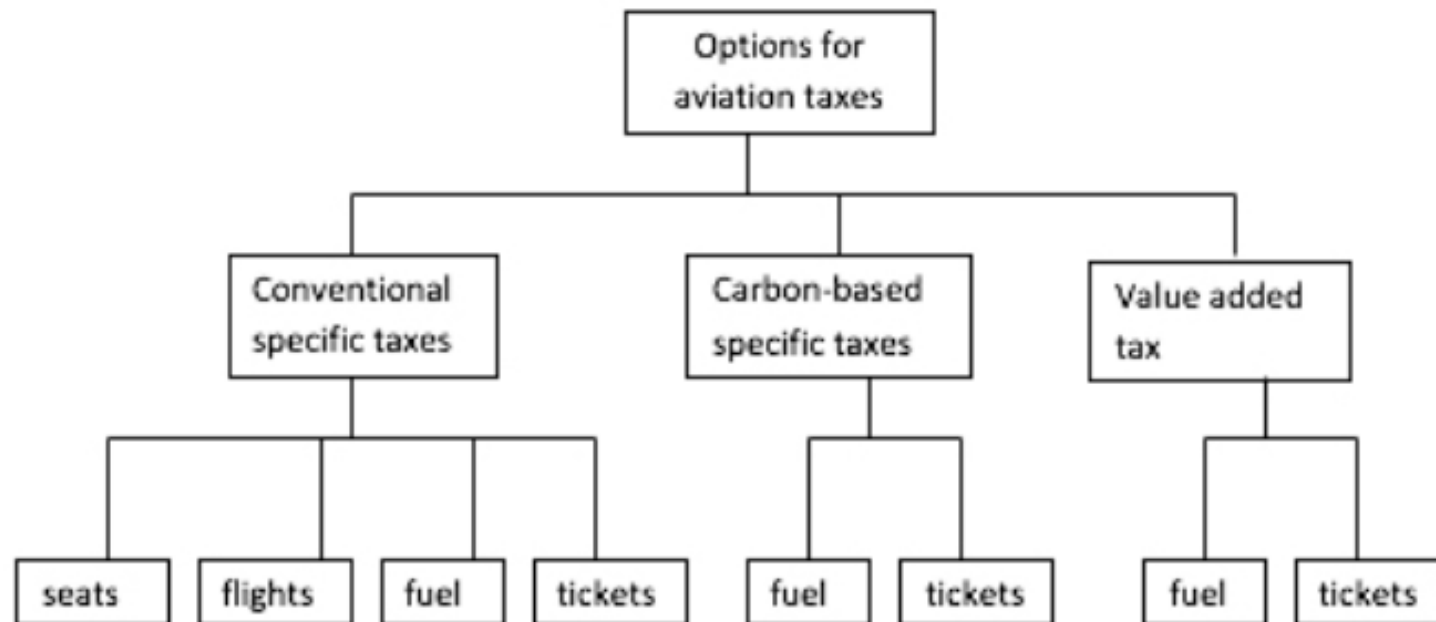 Options for
aviation taxes
Conventional
specific taxes
Carbon-based
specific taxes
Value added
tax
seats
flights
fuel
tickets
fuel
tickets
fuel
tickets